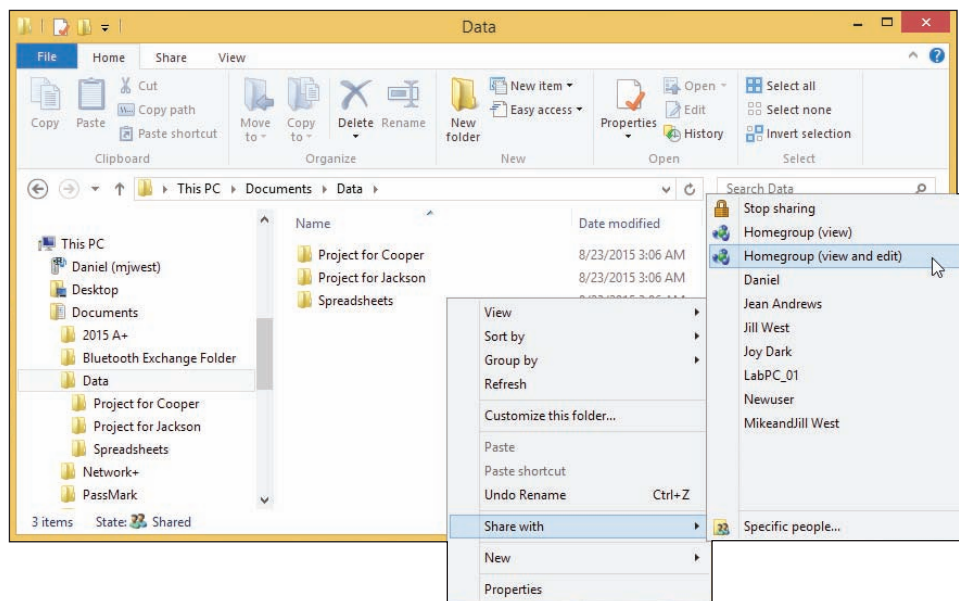 Data
File Home Share View
Copy
Paste
Cut
Copy path
Paste shortcut
Clipboard
Move to
Copy to
Delete
Rename
Organize
New folder
New item
Easy access
New
Properties
Open
Edit
History
Open
Select all
Select none
Invert selection
Select
This PC Documents Data
Search Data
This PC
Daniel (mjwest)
Desktop
Documents
2015 A+
Bluetooth Exchange Folder
Data
Project for Cooper
Project for Jackson
Spreadsheets
Network+
PassMark
Name Date modified
Project for Cooper 8/23/2015 3:06 AM
Project for Jackson 8/23/2015 3:06 AM
Spreadsheets
3 items State: Shared
View
Sort by
Group by
Refresh
Customize this folder...
Paste
Paste shortcut
Undo Rename Ctrl+Z
Share with
New
Properties
Stop sharing
Homegroup (view)
Homegroup (view and edit)
Daniel
Jean Andrews
Jill West
Joy Dark
LabPC_01
Newuser
MikeandJill West
Specific people...